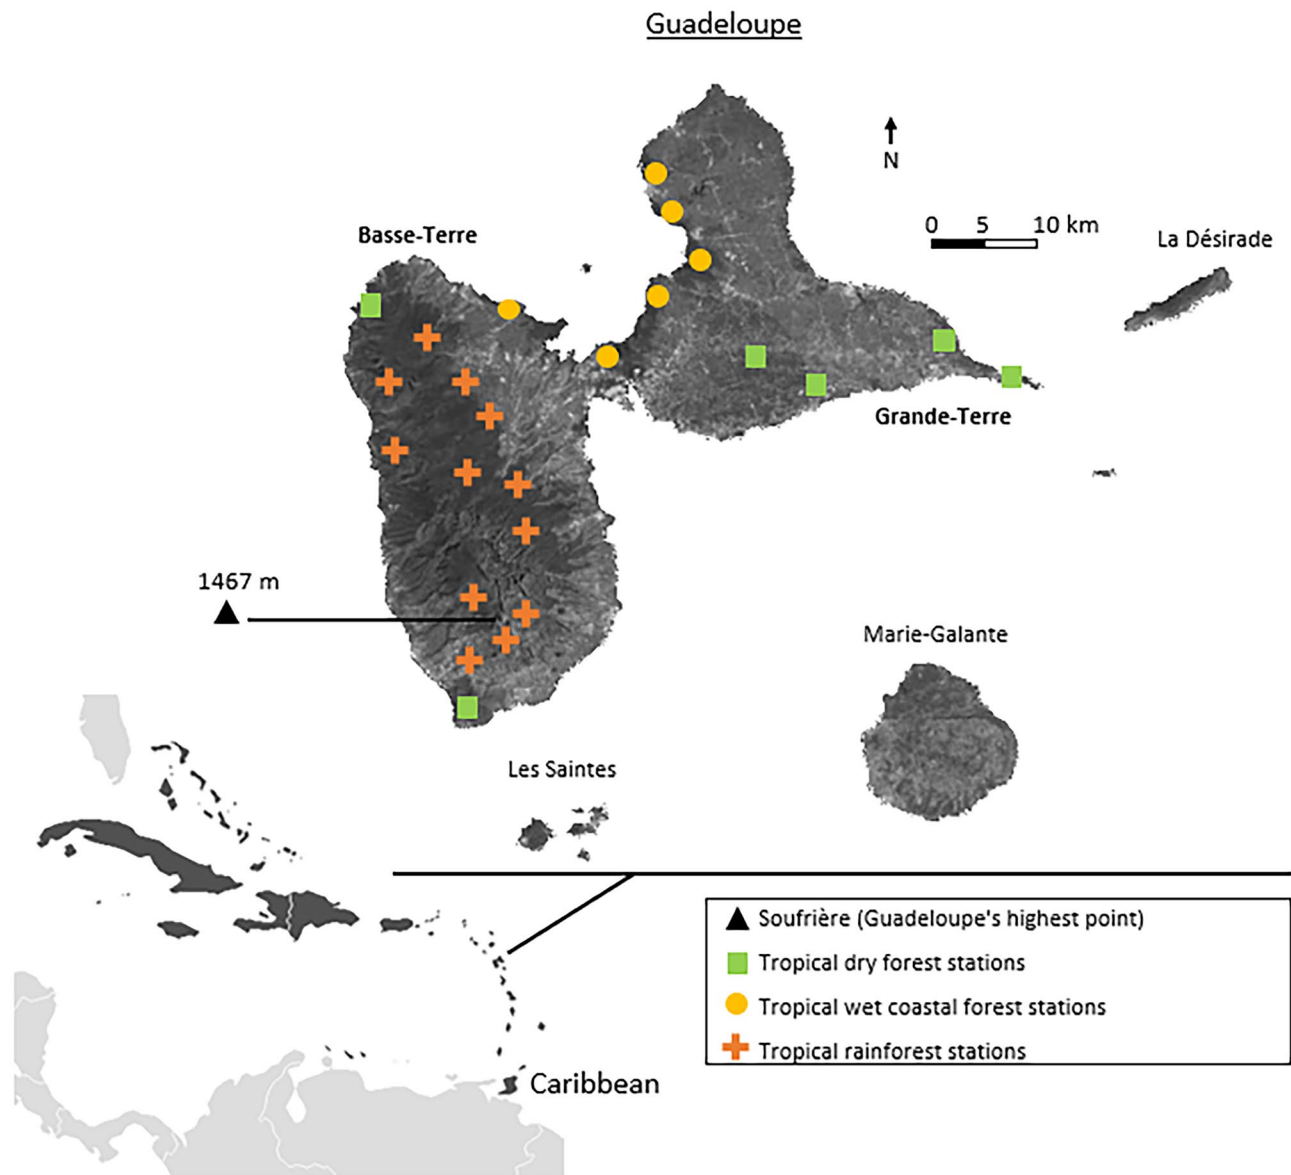 Guadeloupe
N
0 5 10 km
La Désirade
Basse-Terre
Grande-Terre
1467 m
Marie-Galante
Les Saintes
Soufrière (Guadeloupe's highest point)
Tropical dry forest stations
Tropical wet coastal forest stations
Tropical rainforest stations
Caribbean